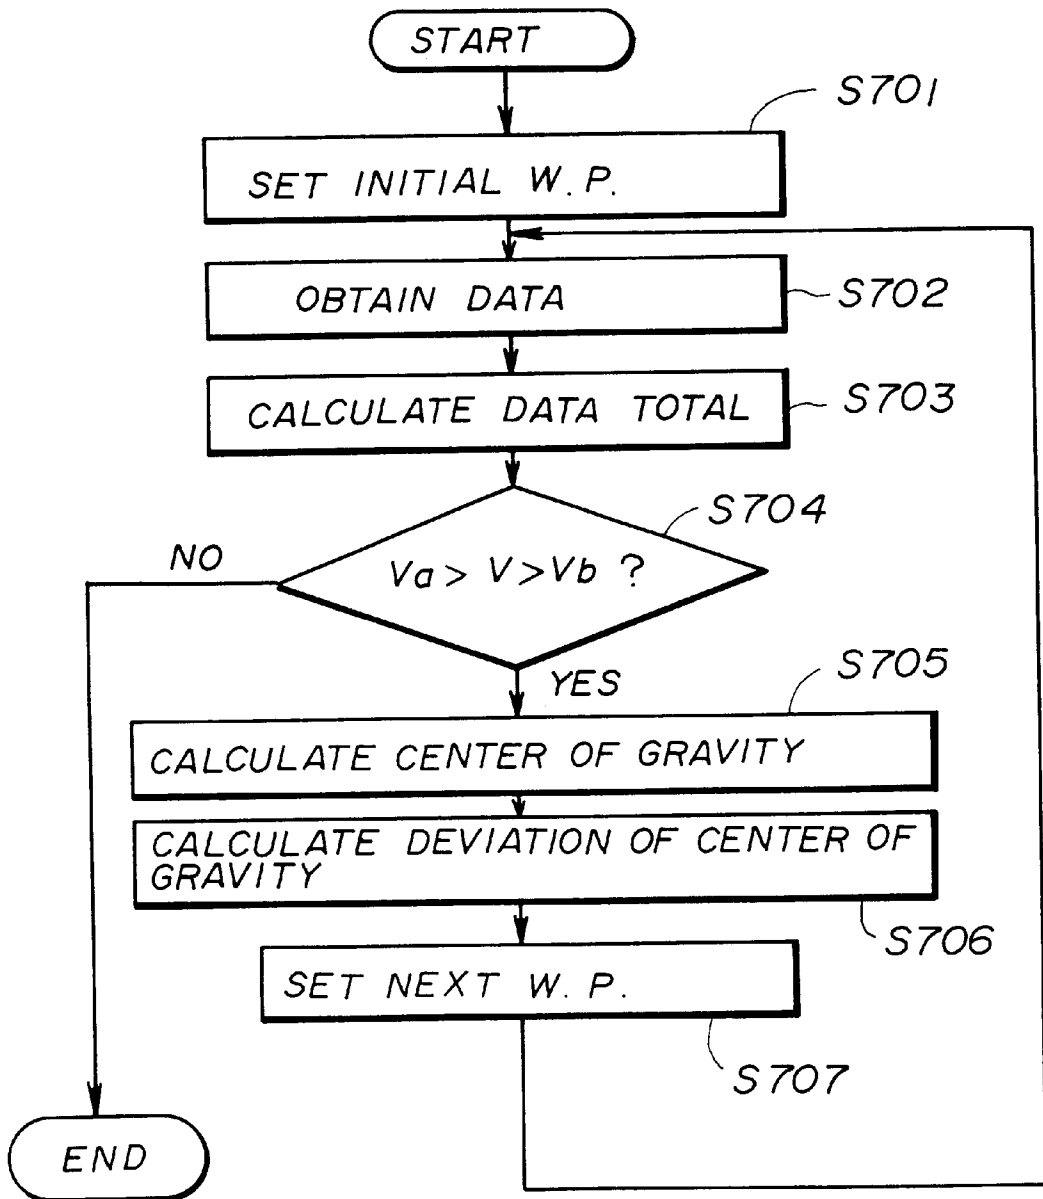 START
S701
SET INITIAL W.P.
OBTAIN DATA
S702
CALCULATE DATA TOTAL
S703
S704
NO
Va > V > Vb ?
YES
S705
CALCULATE CENTER OF GRAVITY
CALCULATE DEVIATION OF CENTER OF
GRAVITY
S706
SET NEXT W.P.
S707
END